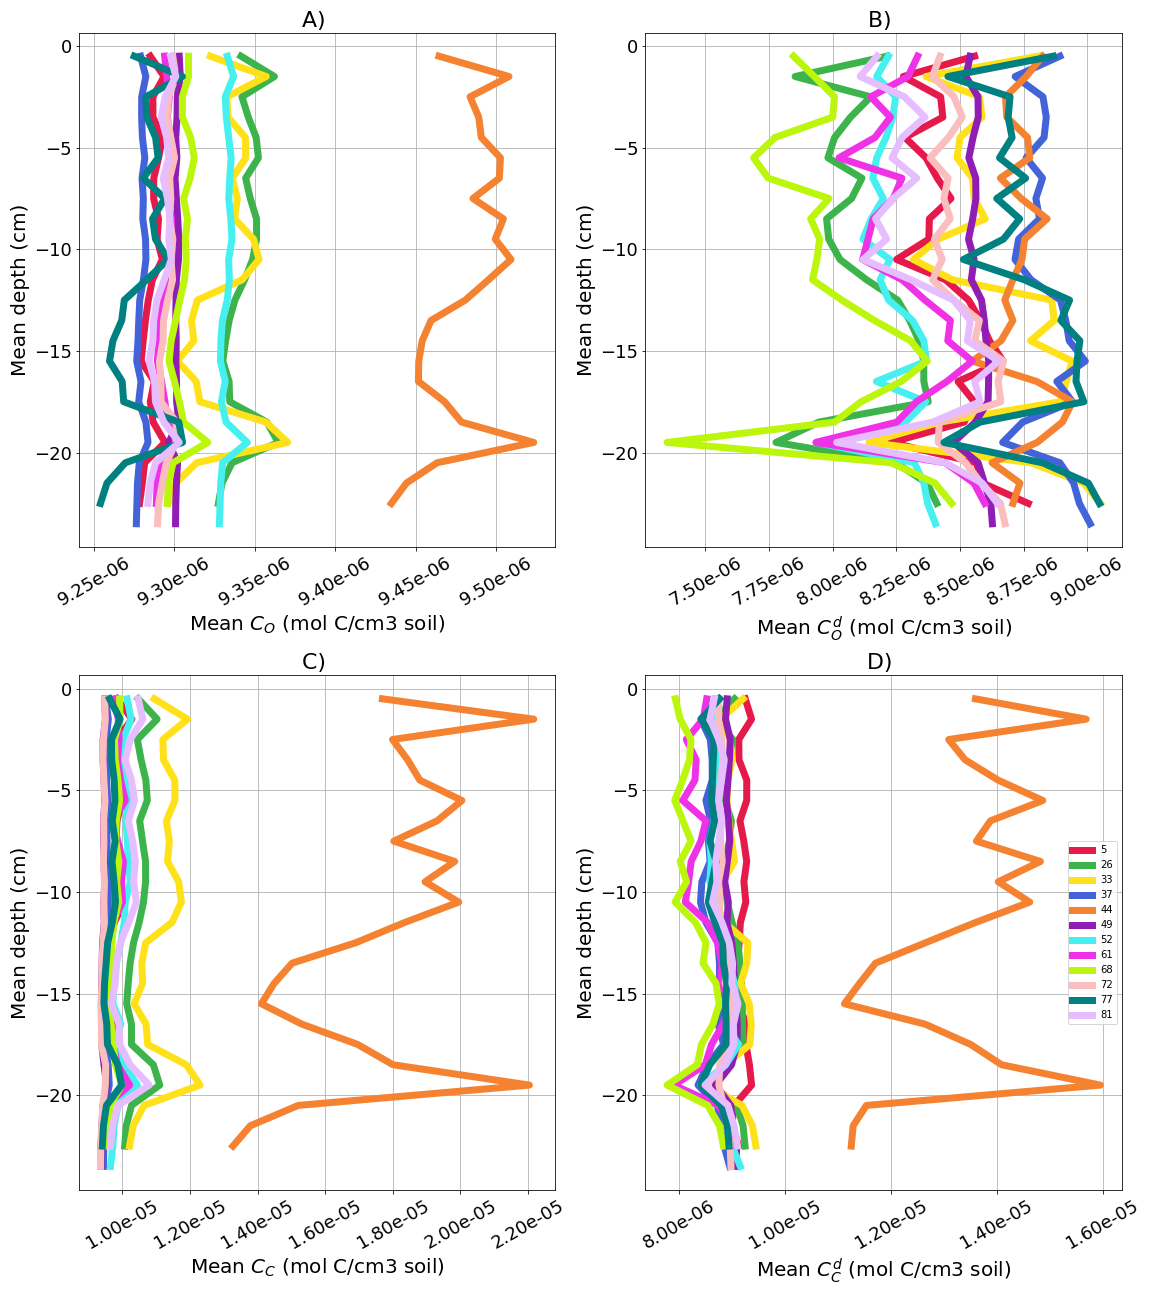 A)
B)
0
−5
−10
−15
−20
Mean depth (cm)
9.25e-06
9.30e-06
9.35e-06
9.40e-06
9.45e-06
9.50e-06
Mean C_O (mol C/cm3 soil)
0
−5
−10
−15
−20
Mean depth (cm)
7.50e-06
7.75e-06
8.00e-06
8.25e-06
8.50e-06
8.75e-06
9.00e-06
Mean C_O^d (mol C/cm3 soil)
C)
D)
0
−5
−10
−15
−20
Mean depth (cm)
1.00e-05
1.20e-05
1.40e-05
1.60e-05
1.80e-05
2.00e-05
2.20e-05
Mean C_C (mol C/cm3 soil)
0
−5
−10
−15
−20
Mean depth (cm)
8.00e-06
1.00e-05
1.20e-05
1.40e-05
1.60e-05
Mean C_C^d (mol C/cm3 soil)
5
26
33
37
44
49
52
61
68
72
77
81